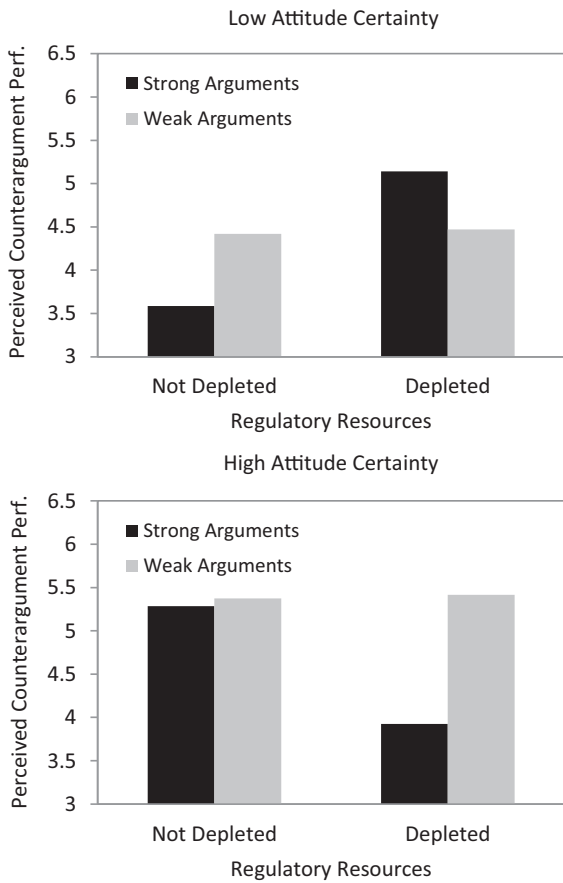 Low Attitude Certainty
Perceived Counterargument Perf.
6.5
6
5.5
5
4.5
4
3.5
3
Strong Arguments
Weak Arguments
Not Depleted
Depleted
Regulatory Resources
High Attitude Certainty
Perceived Counterargument Perf.
6.5
6
5.5
5
4.5
4
3.5
3
Strong Arguments
Weak Arguments
Not Depleted
Depleted
Regulatory Resources